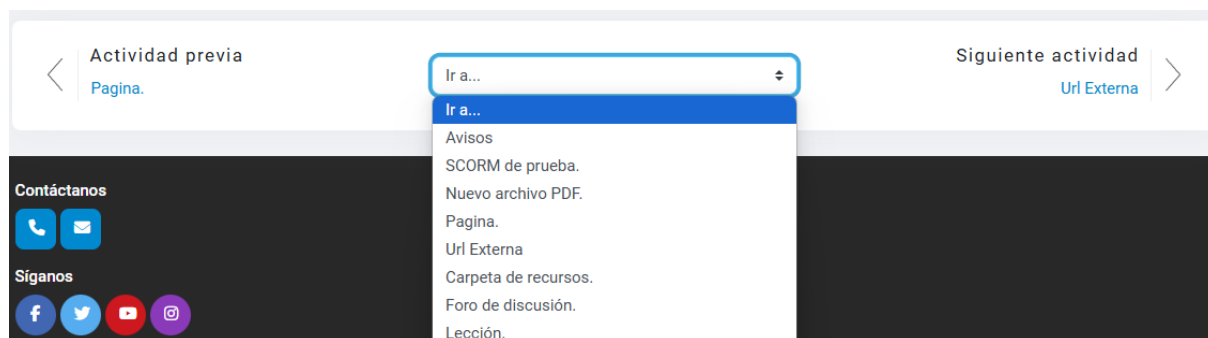 Actividad previa
Pagina.
Ir a...
Siguiente actividad
Url Externa
Ir a...
Avisos
SCORM de prueba.
Nuevo archivo PDF.
Pagina.
Url Externa
Carpeta de recursos.
Foro de discusión.
Lección.
Contáctanos
Síganos